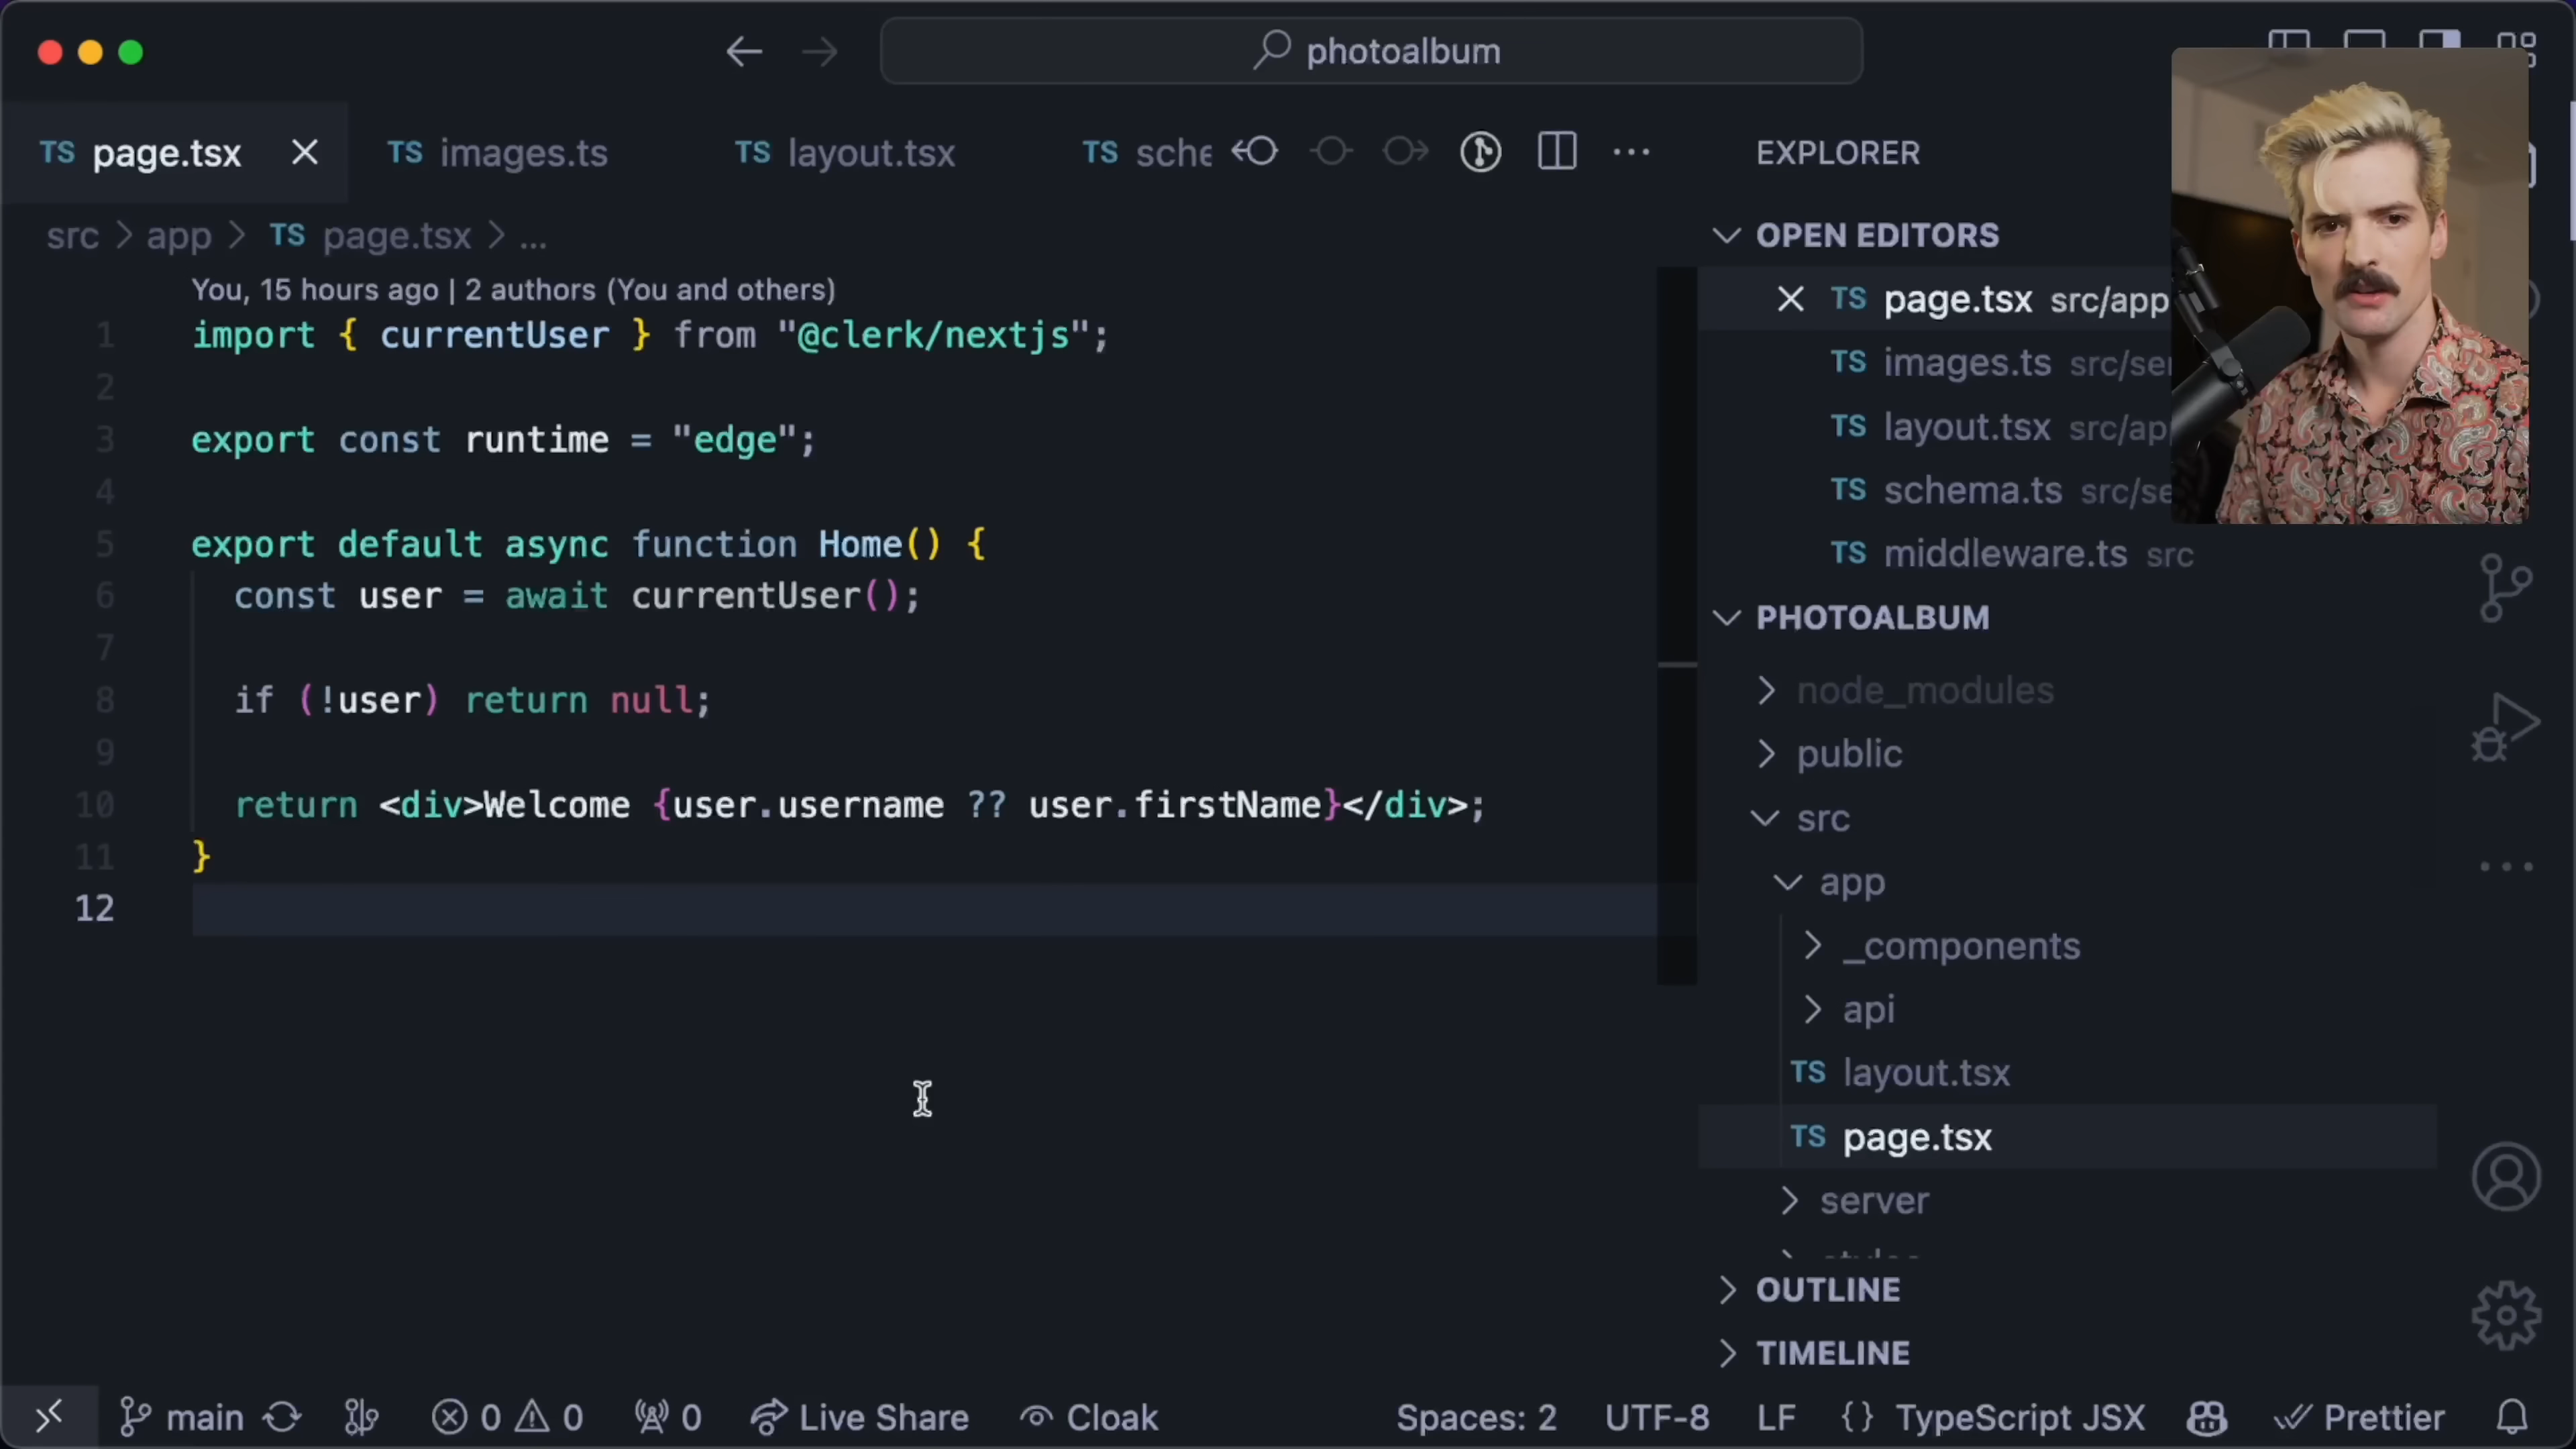 photoalbum
TS page.tsx
TS images.ts
TS layout.tsx
TS sche
EXPLORER
src > app > TS page.tsx > ...
You, 15 hours ago | 2 authors (You and others)
1 import { currentUser } from "@clerk/nextjs";
2
3 export const runtime = "edge";
4
5 export default async function Home() {
6 const user = await currentUser();
7
8 if (!user) return null;
9
10 return <div>Welcome {user.username ?? user.firstName}</div>;
11 }
12
OPEN EDITORS
TS page.tsx src/app
TS images.ts src/ser
TS layout.tsx src/ap
TS schema.ts src/se
TS middleware.ts src
PHOTOALBUM
node_modules
public
src
app
_components
api
TS layout.tsx
TS page.tsx
server
OUTLINE
TIMELINE
main 0 0 0 Live Share Cloak Spaces: 2 UTF-8 LF {} TypeScript JSX Prettier